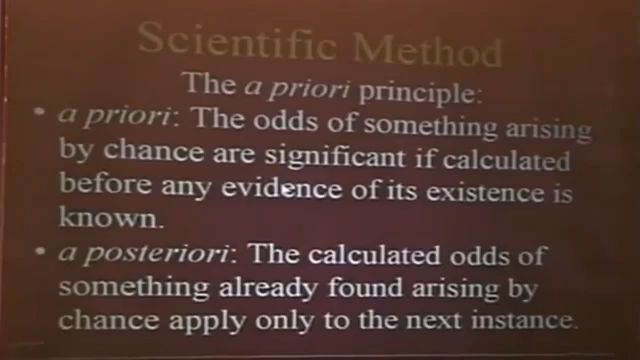 Scientific Method
The a priori principle:
• a priori: The odds of something arising
by chance are significant if calculated
before any evidence of its existence is
known.
• a posteriori: The calculated odds of
something already found arising by
chance apply only to the next instance.